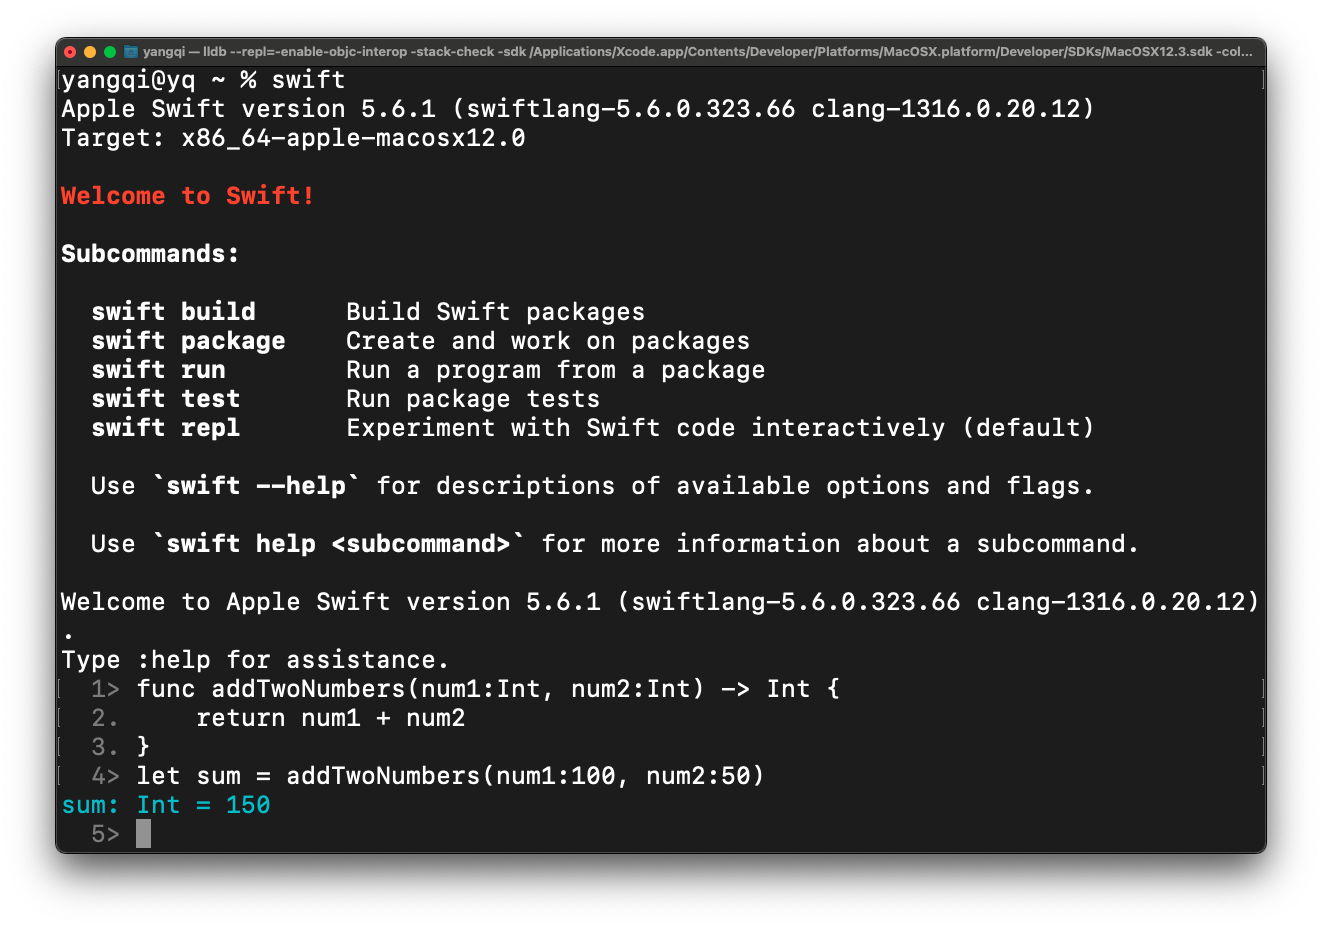 yangqi — lldb --repl=-enable-objc-interop -stack-check -sdk /Applications/Xcode.app/Contents/Developer/Platforms/MacOSX.platform/Developer/SDKs/MacOSX12.3.sdk -col...
yangqi@yq ~ % swift
Apple Swift version 5.6.1 (swiftlang-5.6.0.323.66 clang-1316.0.20.12)
Target: x86_64-apple-macosx12.0
Welcome to Swift!
Subcommands:
swift build      Build Swift packages
swift package    Create and work on packages
swift run        Run a program from a package
swift test       Run package tests
swift repl       Experiment with Swift code interactively (default)
Use `swift --help` for descriptions of available options and flags.
Use `swift help <subcommand>` for more information about a subcommand.
Welcome to Apple Swift version 5.6.1 (swiftlang-5.6.0.323.66 clang-1316.0.20.12)
.
Type :help for assistance.
1> func addTwoNumbers(num1:Int, num2:Int) -> Int {
2.     return num1 + num2
3. }
4> let sum = addTwoNumbers(num1:100, num2:50)
sum: Int = 150
5>